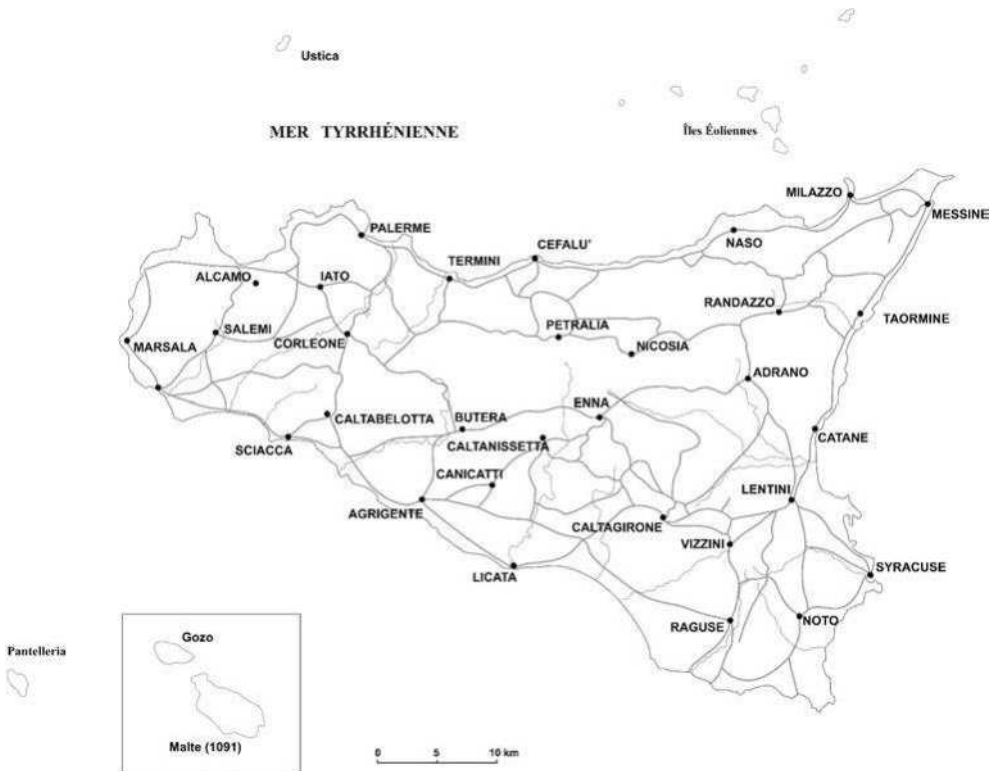 Ustica
MER TYRRHÉNIENNE
Îles Éoliennes
MILAZZO
MESSINE
PALERME
NASO
CEFALU'
TERMINI
ALCAMO
IATO
RANDAZZO
TAORMINE
SALEMI
PETRALIA
MARSALA
CORLEONE
NICOSIA
ADRANO
ENNA
CALTABELOTTA
BUTERA
CATANE
SCIACCA
CALTANISSETTA
CANICATTI
LENTINI
AGRIGENTE
CALTAGIRONE
VIZZINI
SYRACUSE
LICATA
RAGUSE
NOTO
Gozo
Pantelleria
Malte (1091)
0 5 10 km